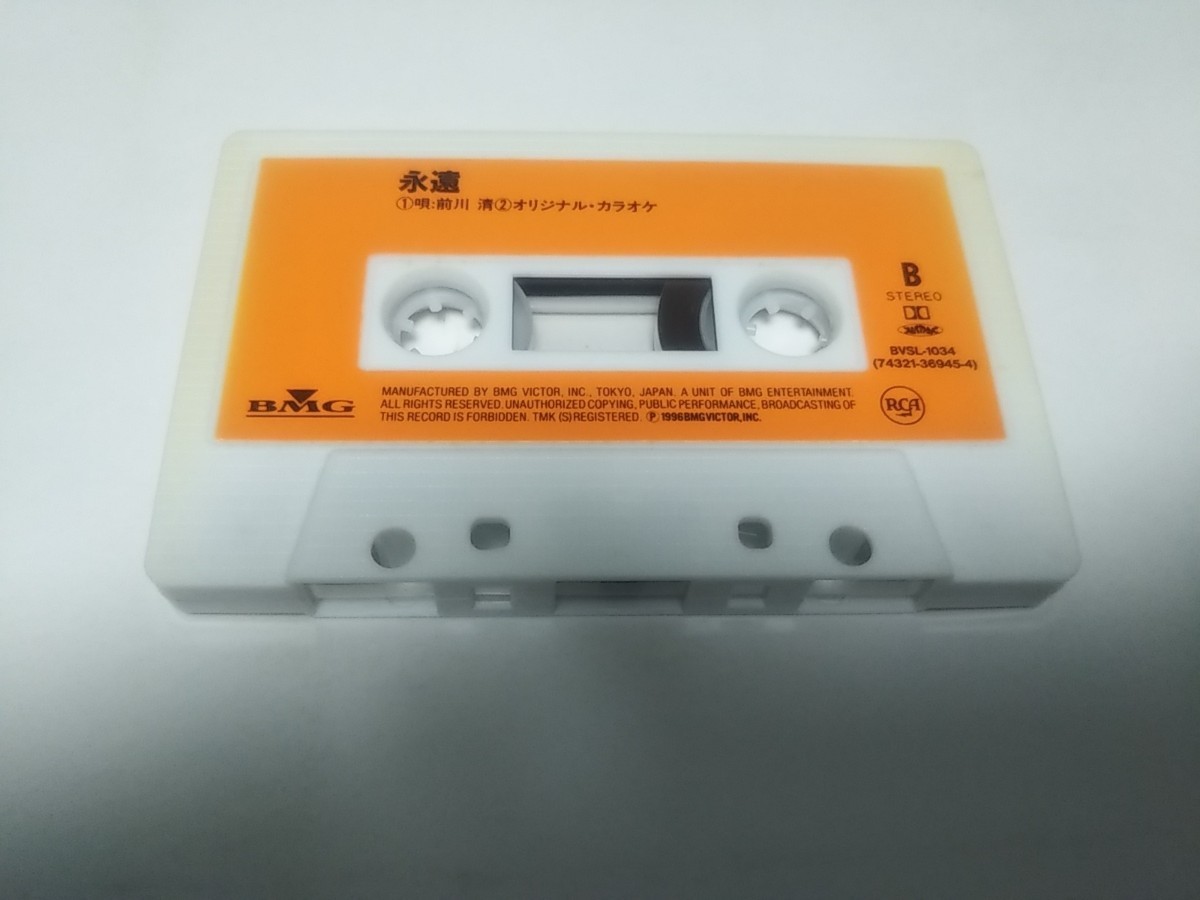 永遠
①唄:前川 清②オリジナル・カラオケ
B
STEREO
BVSL-1034
(74321-36945-4)
BMG
MANUFACTURED BY BMG VICTOR, INC., TOKYO, JAPAN. A UNIT OF BMG ENTERTAINMENT.
ALL RIGHTS RESERVED. UNAUTHORIZED COPYING, PUBLIC PERFORMANCE, BROADCASTING OF
THIS RECORD IS FORBIDDEN. TMK (S) REGISTERED. Ⓟ 1996 BMG VICTOR, INC.
RCA